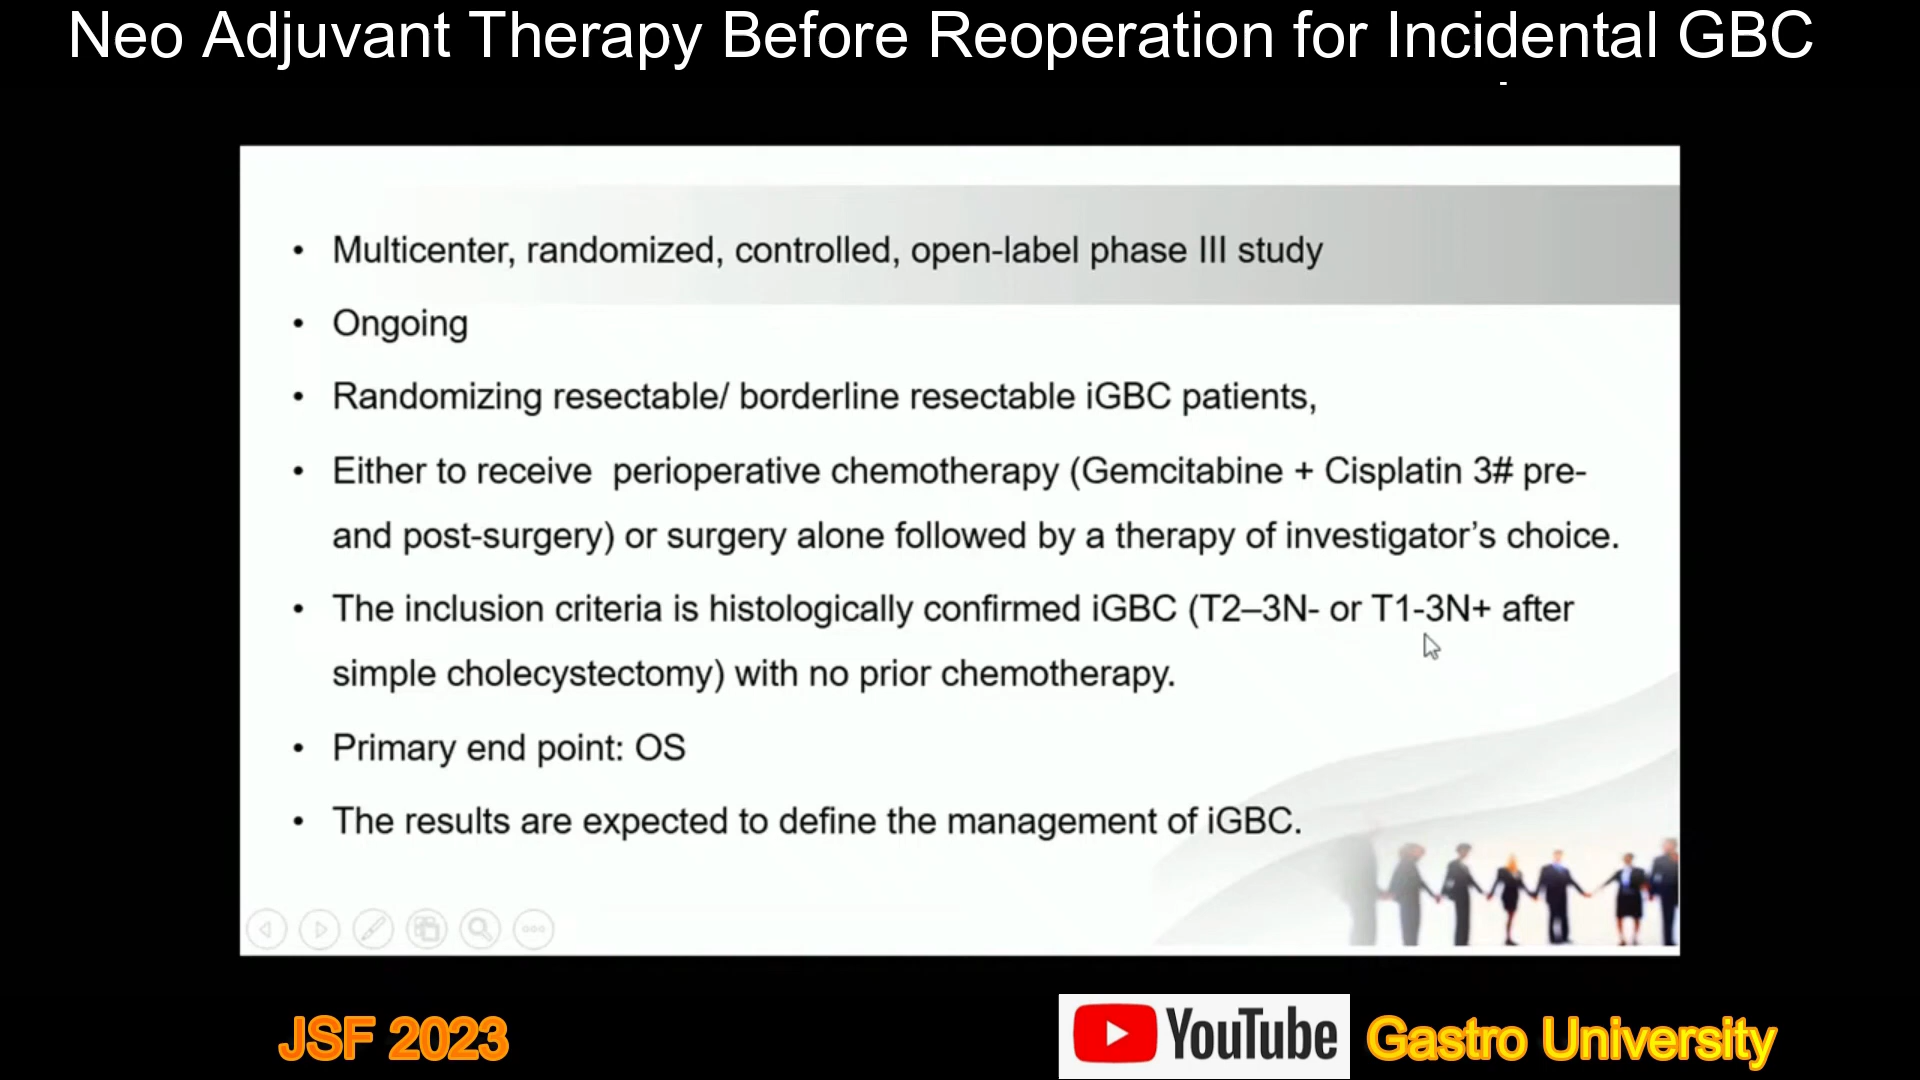 Neo Adjuvant Therapy Before Reoperation for Incidental GBC
• Multicenter, randomized, controlled, open-label phase III study
• Ongoing
• Randomizing resectable/ borderline resectable iGBC patients,
• Either to receive perioperative chemotherapy (Gemcitabine + Cisplatin 3# pre-
and post-surgery) or surgery alone followed by a therapy of investigator’s choice.
• The inclusion criteria is histologically confirmed iGBC (T2–3N- or T1-3N+ after
simple cholecystectomy) with no prior chemotherapy.
• Primary end point: OS
• The results are expected to define the management of iGBC.
JSF 2023
YouTube
Gastro University